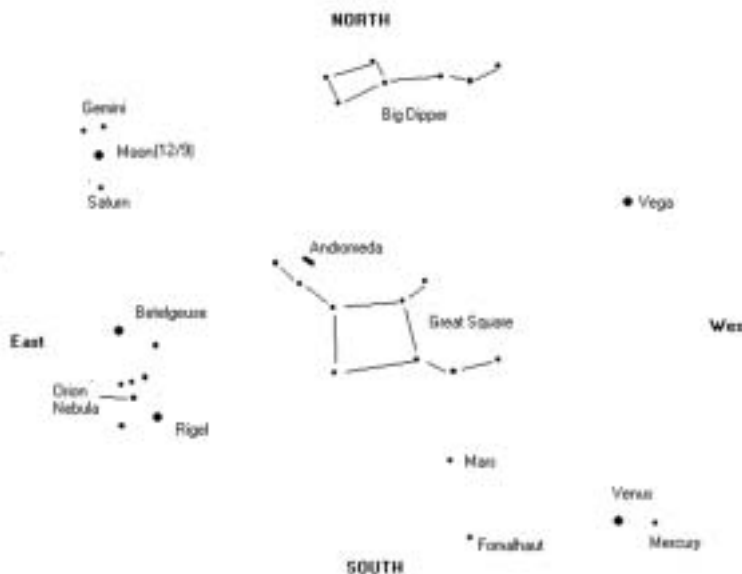 NORTH
Big Dipper
Gemini
Moon(12/9)
Saturn
Vega
Andromeda
Betelgeuse
Great Square
East
Wes
Orion
Nebula
Rigel
Mars
Venus
Fomalhaut
Mercury
SOUTH